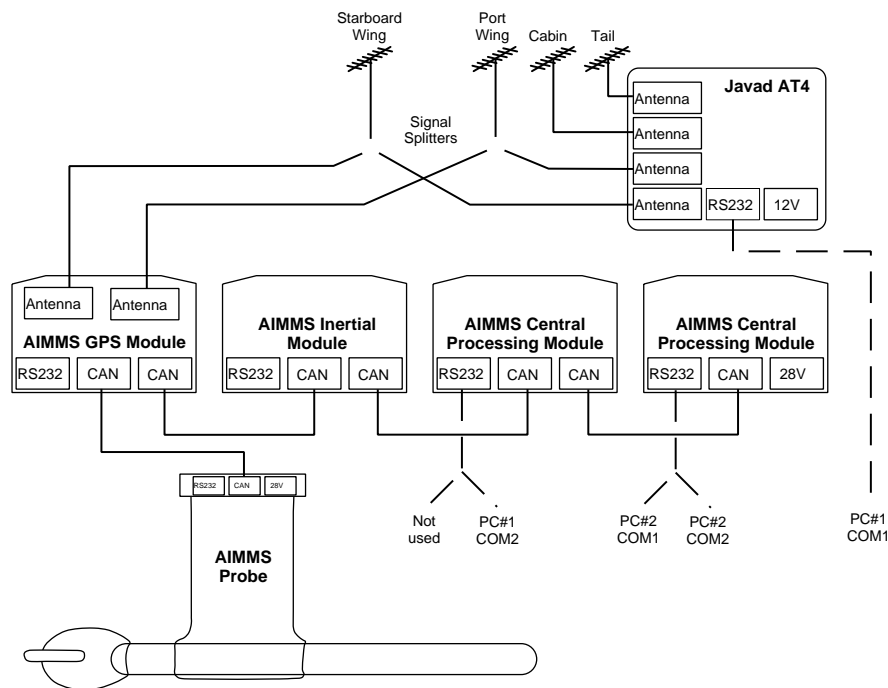 Starboard
Wing
Port
Wing
Cabin
Tail
Javad AT4
Antenna
Antenna
Antenna
Antenna
RS232
12V
Signal
Splitters
Antenna
Antenna
AIMMS GPS Module
RS232
CAN
CAN
AIMMS Inertial
Module
RS232
CAN
CAN
AIMMS Central
Processing Module
RS232
CAN
CAN
AIMMS Central
Processing Module
RS232
CAN
28V
RS232
CAN
28V
AIMMS
Probe
Not
used
PC#1
COM2
PC#2
COM1
PC#2
COM2
PC#1
COM1